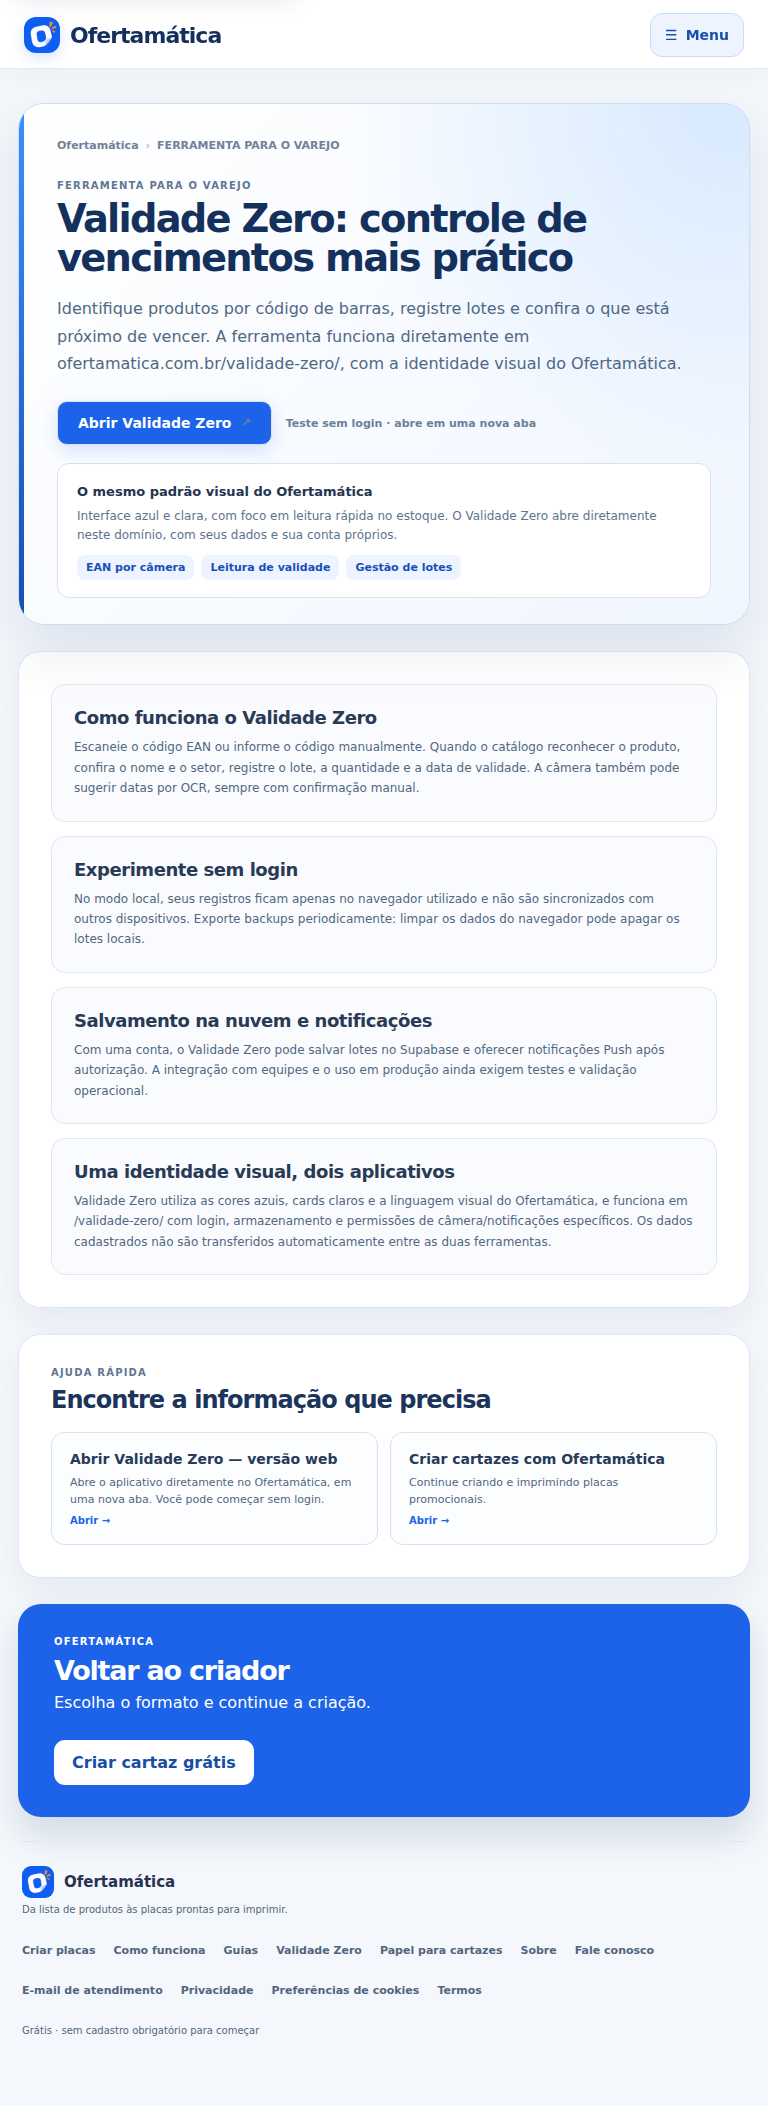 Ofertamática
☰ Menu
Ofertamática › FERRAMENTA PARA O VAREJO
FERRAMENTA PARA O VAREJO
Validade Zero: controle de
vencimentos mais prático
Identifique produtos por código de barras, registre lotes e confira o que está
próximo de vencer. A ferramenta funciona diretamente em
ofertamatica.com.br/validade-zero/, com a identidade visual do Ofertamática.
Abrir Validade Zero ↗
Teste sem login · abre em uma nova aba
O mesmo padrão visual do Ofertamática
Interface azul e clara, com foco em leitura rápida no estoque. O Validade Zero abre diretamente
neste domínio, com seus dados e sua conta próprios.
EAN por câmera Leitura de validade Gestão de lotes
Como funciona o Validade Zero
Escaneie o código EAN ou informe o código manualmente. Quando o catálogo reconhecer o produto,
confira o nome e o setor, registre o lote, a quantidade e a data de validade. A câmera também pode
sugerir datas por OCR, sempre com confirmação manual.
Experimente sem login
No modo local, seus registros ficam apenas no navegador utilizado e não são sincronizados com
outros dispositivos. Exporte backups periodicamente: limpar os dados do navegador pode apagar os
lotes locais.
Salvamento na nuvem e notificações
Com uma conta, o Validade Zero pode salvar lotes no Supabase e oferecer notificações Push após
autorização. A integração com equipes e o uso em produção ainda exigem testes e validação
operacional.
Uma identidade visual, dois aplicativos
Validade Zero utiliza as cores azuis, cards claros e a linguagem visual do Ofertamática, e funciona em
/validade-zero/ com login, armazenamento e permissões de câmera/notificações específicos. Os dados
cadastrados não são transferidos automaticamente entre as duas ferramentas.
AJUDA RÁPIDA
Encontre a informação que precisa
Abrir Validade Zero — versão web
Abre o aplicativo diretamente no Ofertamática, em
uma nova aba. Você pode começar sem login.
Abrir →
Criar cartazes com Ofertamática
Continue criando e imprimindo placas
promocionais.
Abrir →
OFERTAMÁTICA
Voltar ao criador
Escolha o formato e continue a criação.
Criar cartaz grátis
Ofertamática
Da lista de produtos às placas prontas para imprimir.
Criar placas Como funciona Guias Validade Zero Papel para cartazes Sobre Fale conosco
E-mail de atendimento Privacidade Preferências de cookies Termos
Grátis · sem cadastro obrigatório para começar